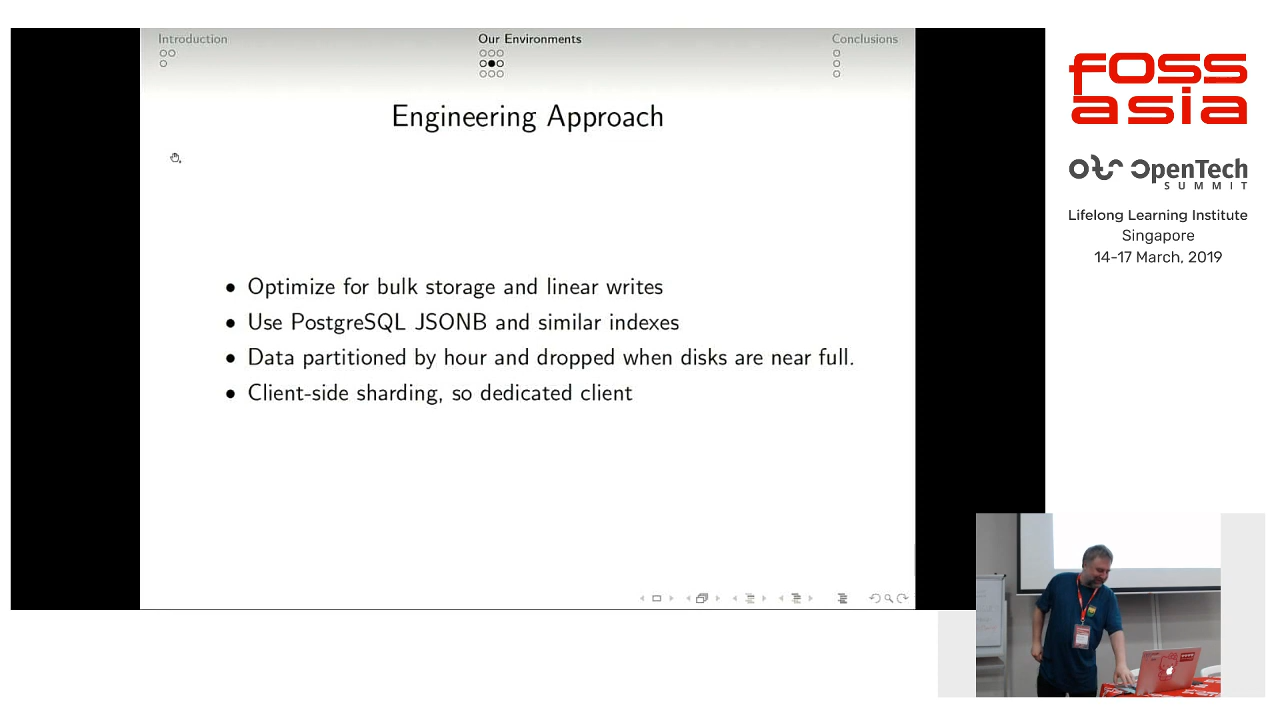 Introduction
Our Environments
Conclusions
Engineering Approach
• Optimize for bulk storage and linear writes
• Use PostgreSQL JSONB and similar indexes
• Data partitioned by hour and dropped when disks are near full.
• Client-side sharding, so dedicated client
FOSS
asia
OpenTech
SUMMIT
Lifelong Learning Institute
Singapore
14-17 March, 2019